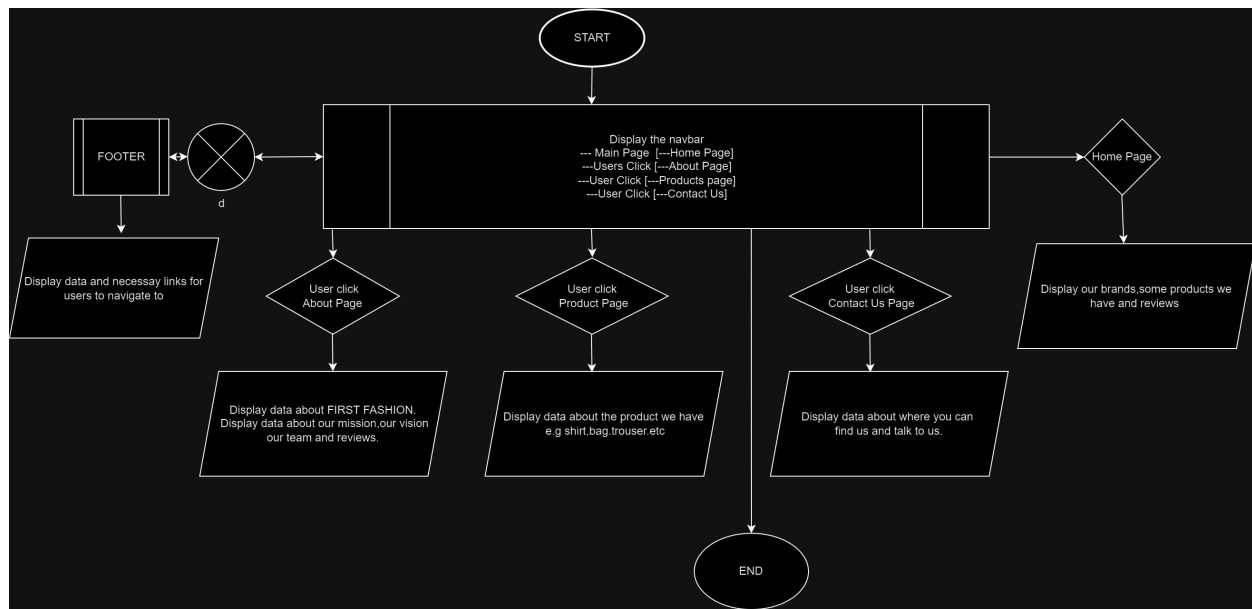 START
Display the navbar
--- Main Page [---Home Page]
---Users Click [---About Page]
---User Click [---Products page]
---User Click [---Contact Us]
FOOTER
d
Home Page
Display data and necessay links for
users to navigate to
User click
About Page
User click
Product Page
User click
Contact Us Page
Display our brands,some products we
have and reviews
Display data about FIRST FASHION.
Display data about our mission,our vision
our team and reviews.
Display data about the product we have
e.g shirt,bag.trouser.etc
Display data about where you can
find us and talk to us.
END